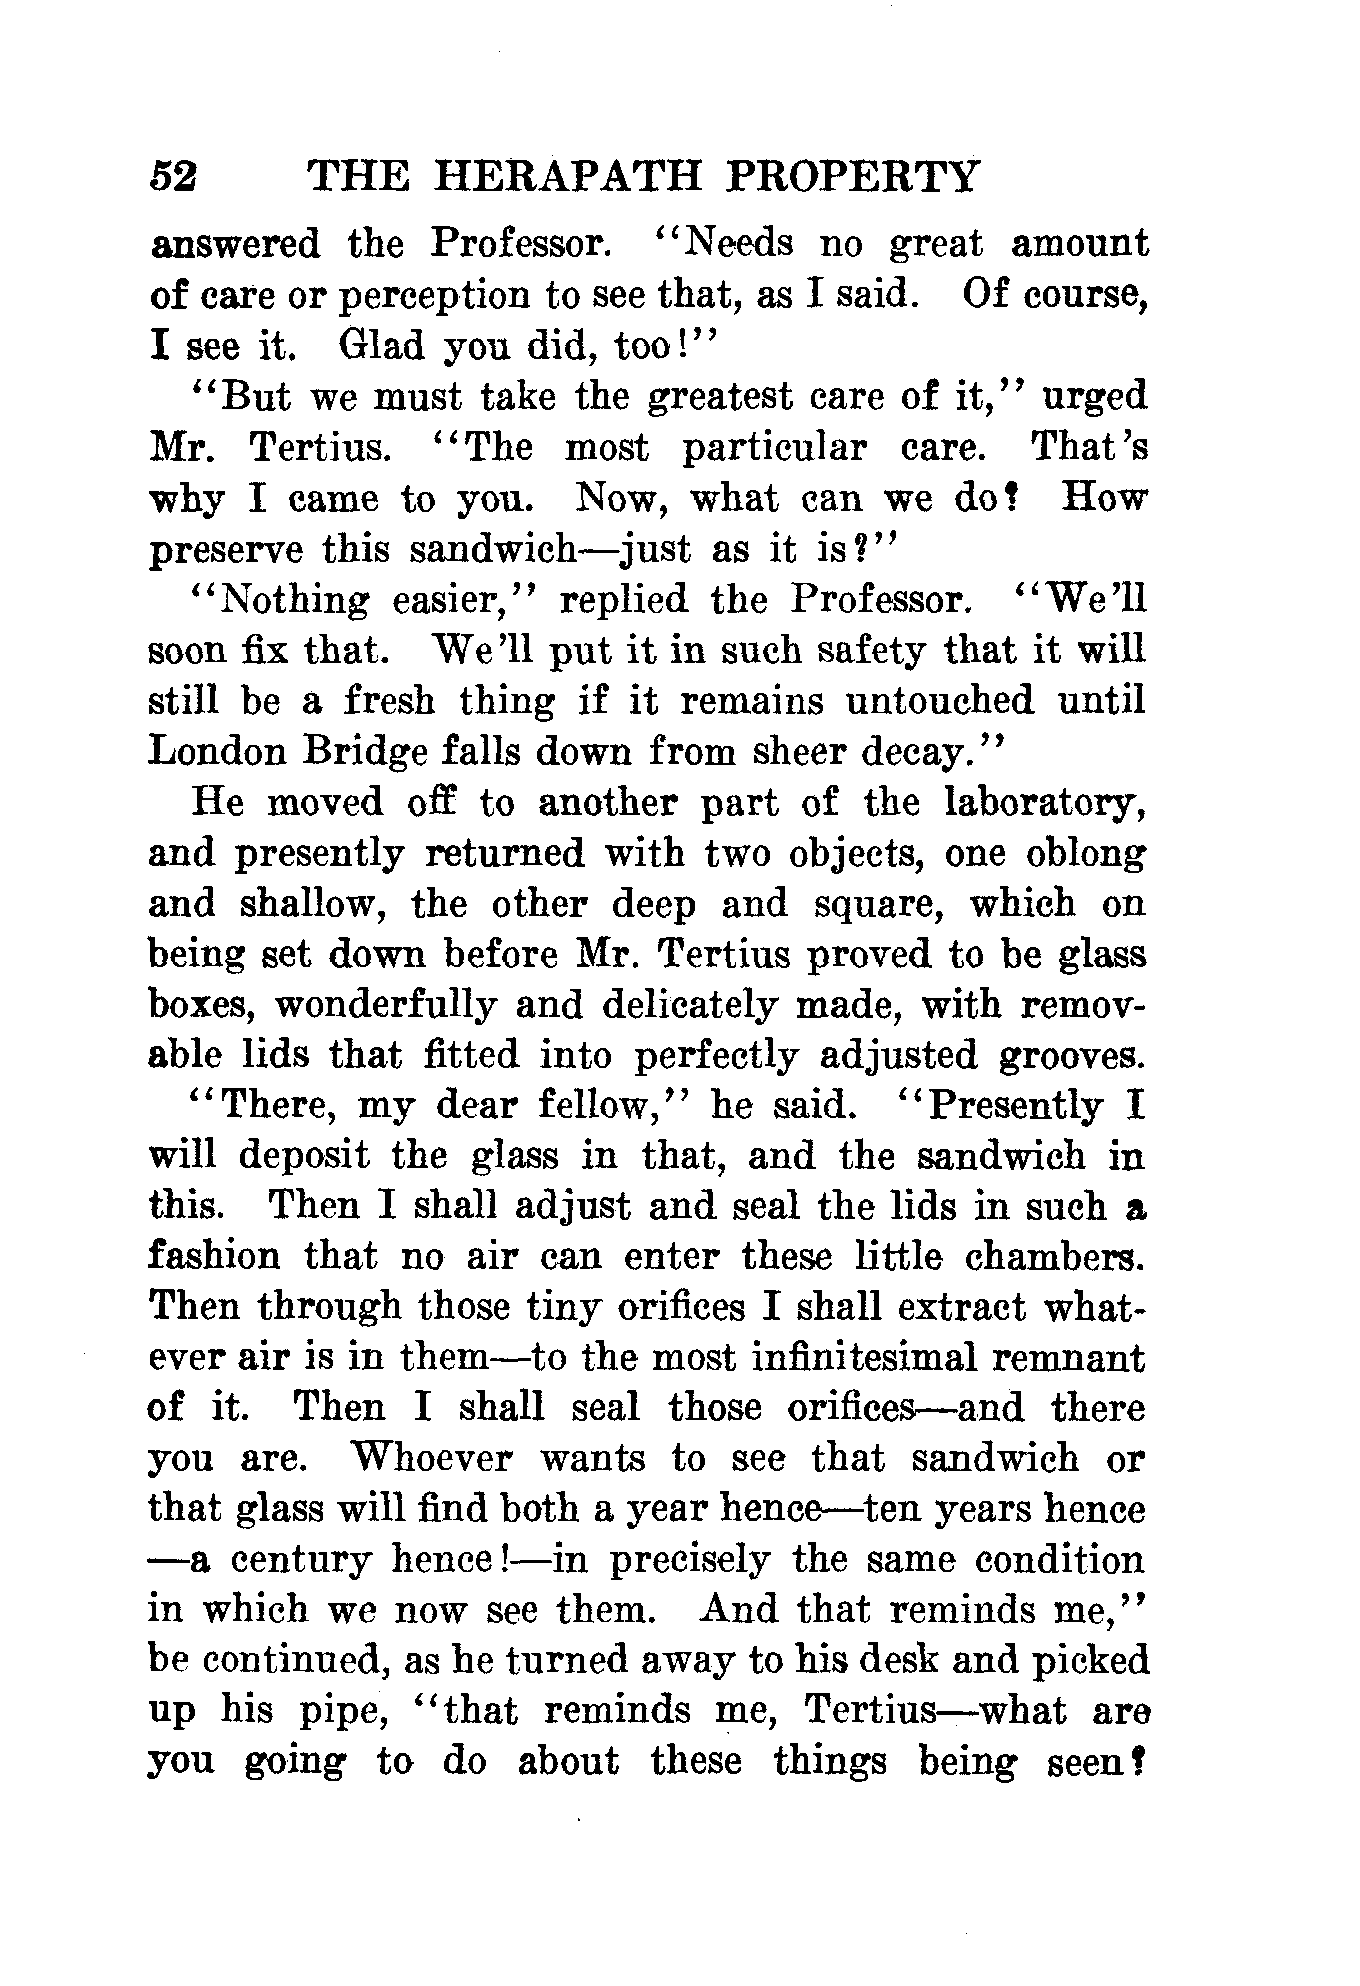 52 THE HERAPATH PROPERTY
answered the Professor. "Needs no great amount
of care or perception to see that, as I said. Of course,
I see it. Glad you did, too!"
"But we must take the greatest care of it," urged
Mr. Tertius. "The most particular care. That's
why I came to you. Now, what can we do? How
preserve this sandwich—just as it is?"
"Nothing easier," replied the Professor. "We'll
soon fix that. We'll put it in such safety that it will
still be a fresh thing if it remains untouched until
London Bridge falls down from sheer decay."
He moved off to another part of the laboratory,
and presently returned with two objects, one oblong
and shallow, the other deep and square, which on
being set down before Mr. Tertius proved to be glass
boxes, wonderfully and delicately made, with remov-
able lids that fitted into perfectly adjusted grooves.
"There, my dear fellow," he said. "Presently I
will deposit the glass in that, and the sandwich in
this. Then I shall adjust and seal the lids in such a
fashion that no air can enter these little chambers.
Then through those tiny orifices I shall extract what-
ever air is in them—to the most infinitesimal remnant
of it. Then I shall seal those orifices—and there
you are. Whoever wants to see that sandwich or
that glass will find both a year hence—ten years hence
—a century hence!—in precisely the same condition
in which we now see them. And that reminds me,"
be continued, as he turned away to his desk and picked
up his pipe, "that reminds me, Tertius—what are
you going to do about these things being seen?